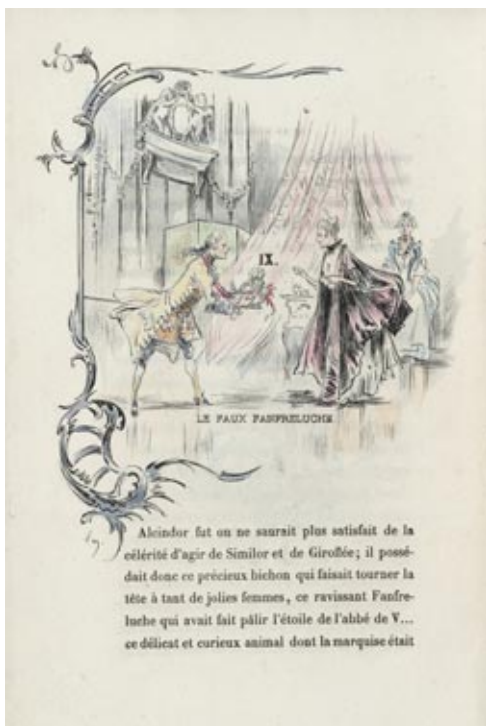 IX.
LE FAUX FANFRELUCHE
Alcindor fut on ne saurait plus satisfait de la
célérité d'agir de Similor et de Giroflée ; il possé-
dait donc ce précieux bichon qui faisait tourner la
tête à tant de jolies femmes, ce ravissant Fanfre-
luche qui avait fait pâlir l'étoile de l'abbé de V...
ce délicat et curieux animal dont la marquise était